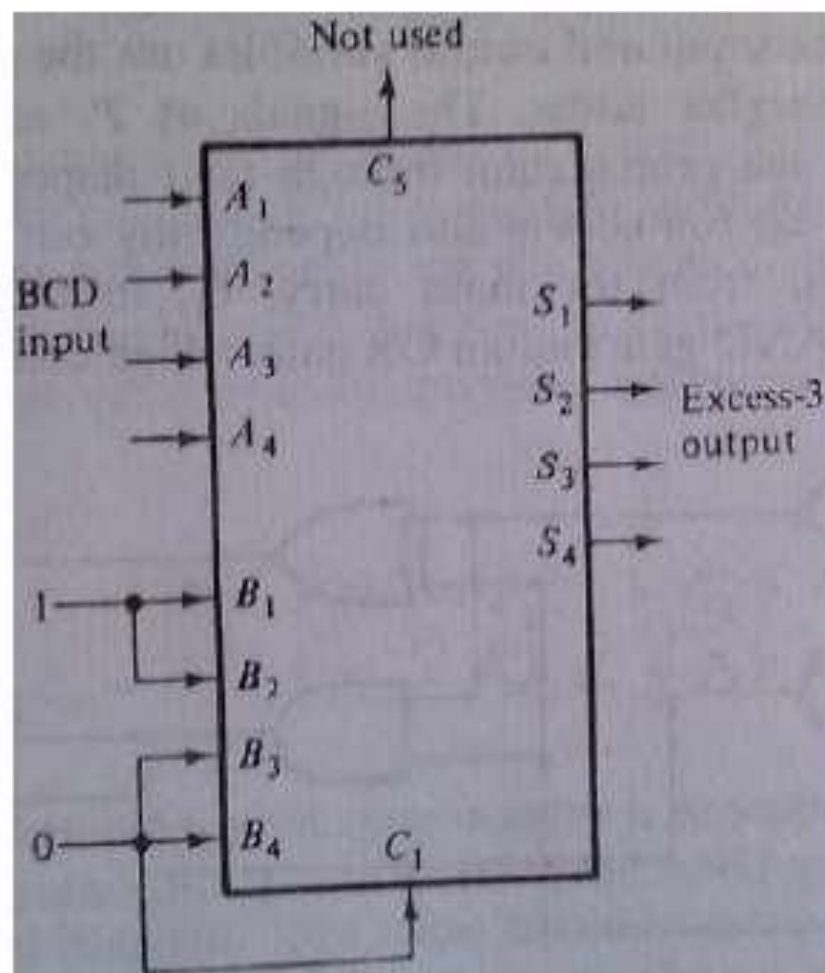 Not used
C5
A1
A2
A3
A4
BCD
input
S1
S2
S3
S4
Excess-3
output
1
B1
B2
B3
B4
0
C1